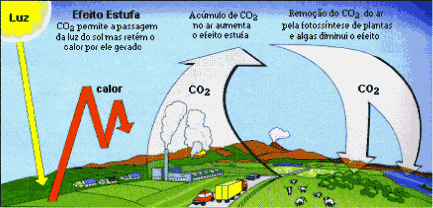 Luz
Efeito Estufa
CO2 permite a passagem
da luz do sol mas retém o
calor por ele gerado
Acúmulo de CO2
no ar aumenta
o efeito estufa
Remoção do CO2 do ar
pela fotossíntese de plantas
e algas diminui o efeito
calor
CO2
CO2